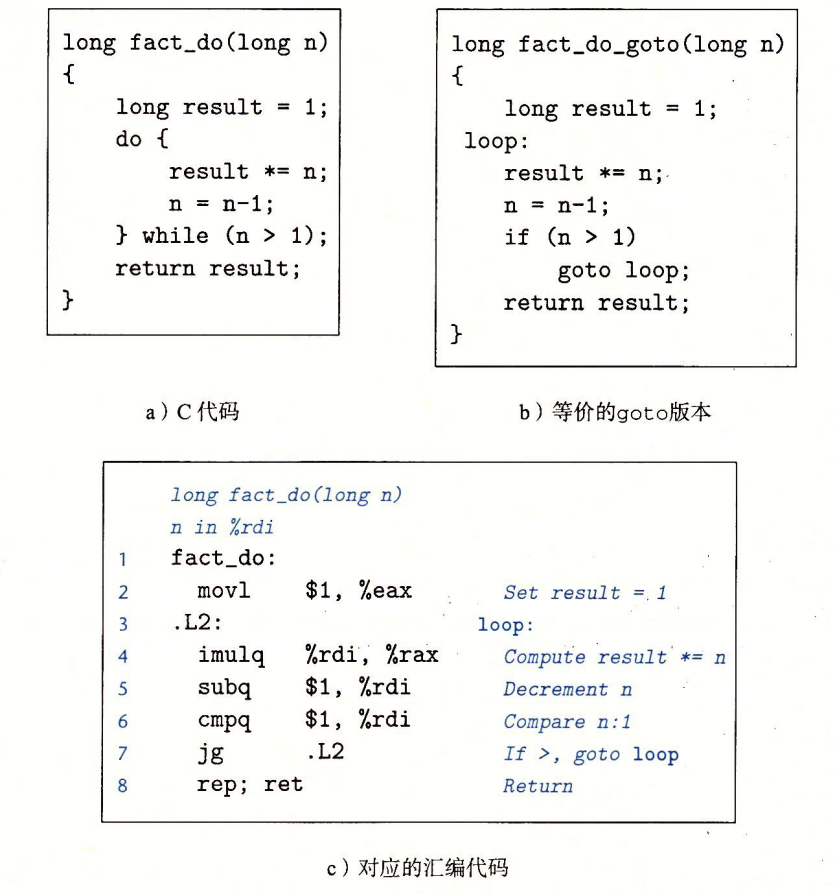 long fact_do(long n)
{
    long result = 1;
    do {
        result *= n;
        n = n-1;
    } while (n > 1);
    return result;
}
a）C 代码
long fact_do_goto(long n)
{
    long result = 1;
 loop:
    result *= n;
    n = n-1;
    if (n > 1)
        goto loop;
    return result;
}
b）等价的goto版本
long fact_do(long n)
n in %rdi
1 fact_do:
2   movl $1, %eax Set result = 1
3 .L2: loop:
4   imulq %rdi, %rax Compute result *= n
5   subq $1, %rdi Decrement n
6   cmpq $1, %rdi Compare n:1
7   jg .L2 If >, goto loop
8   rep; ret Return
c）对应的汇编代码